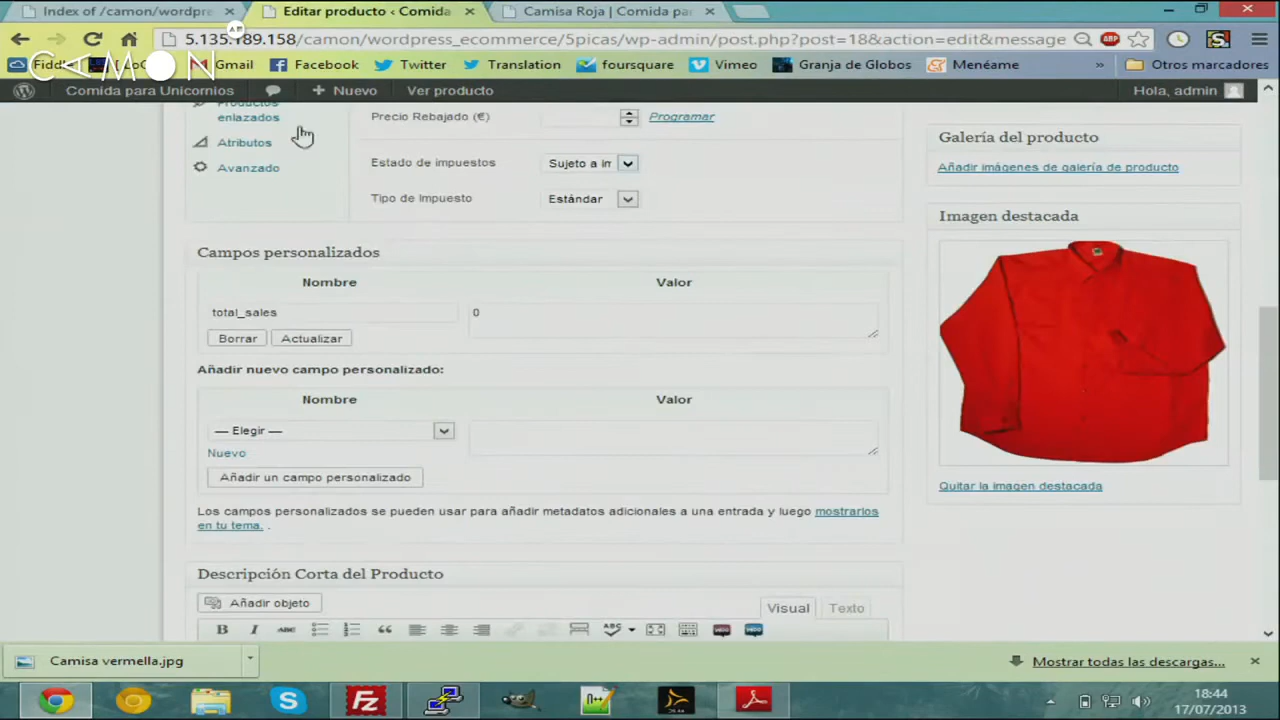 Index of /camon/wordpre
Editar producto ‹ Comida
Camisa Roja | Comida par
5.135.189.158/camon/wordpress_ecommerce/5picas/wp-admin/post.php?post=18&action=edit&message
CAMON
Gmail
Facebook
Twitter
Translation
foursquare
Vimeo
Granja de Globos
Menéame
»
Otros marcadores
Comida para Unicornios
Nuevo
Ver producto
Hola, admin
Productos
enlazados
Atributos
Avanzado
Precio Rebajado (€)
Programar
Estado de impuestos
Sujeto a im
Tipo de Impuesto
Estándar
Galería del producto
Añadir imágenes de galería de producto
Imagen destacada
Quitar la imagen destacada
Campos personalizados
Nombre
Valor
total_sales
0
Borrar
Actualizar
Añadir nuevo campo personalizado:
Nombre
Valor
— Elegir —
Nuevo
Añadir un campo personalizado
Los campos personalizados se pueden usar para añadir metadatos adicionales a una entrada y luego mostrarlos
en tu tema. .
Descripción Corta del Producto
Añadir objeto
Visual
Texto
B I ABC
ABC
Camisa vermella.jpg
Mostrar todas las descargas...
18:44
17/07/2013